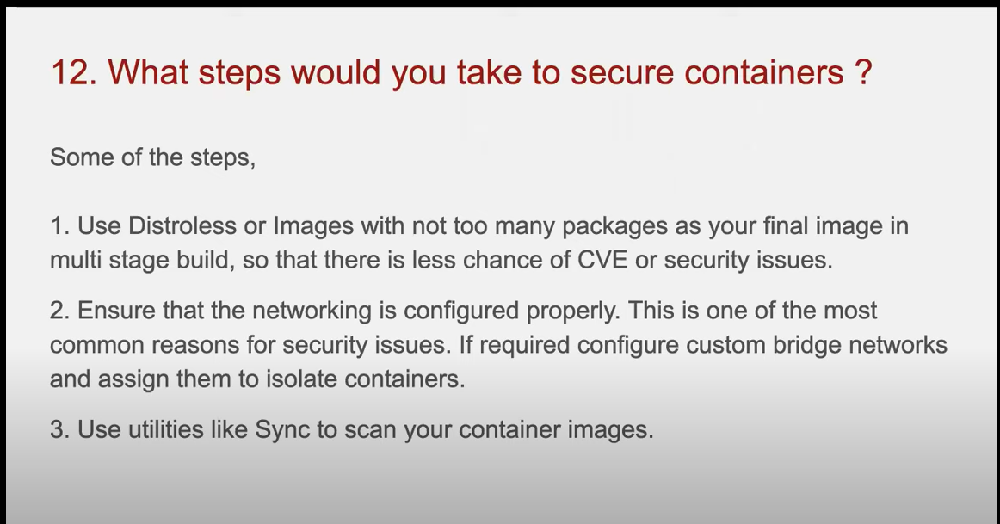 12. What steps would you take to secure containers ?
Some of the steps,
1. Use Distroless or Images with not too many packages as your final image in
multi stage build, so that there is less chance of CVE or security issues.
2. Ensure that the networking is configured properly. This is one of the most
common reasons for security issues. If required configure custom bridge networks
and assign them to isolate containers.
3. Use utilities like Sync to scan your container images.